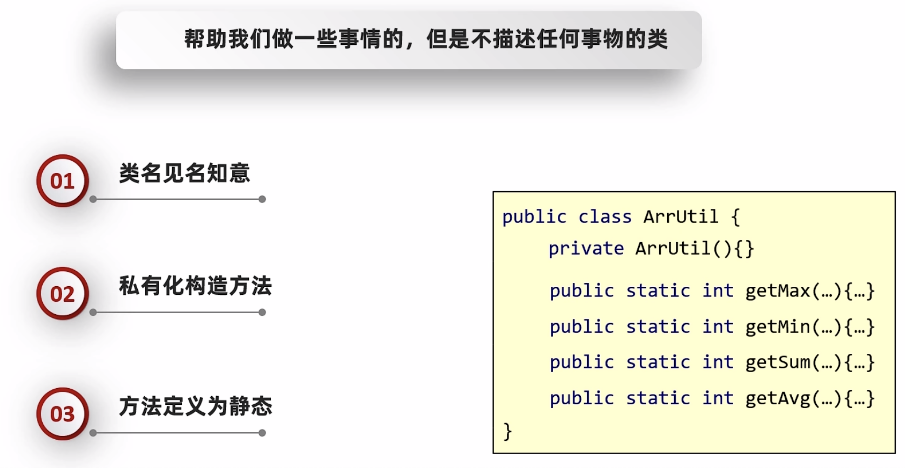 帮助我们做一些事情的，但是不描述任何事物的类
01 类名见名知意
02 私有化构造方法
03 方法定义为静态
public class ArrUtil {
private ArrUtil(){}
public static int getMax(…){…}
public static int getMin(…){…}
public static int getSum(…){…}
public static int getAvg(…){…}
}